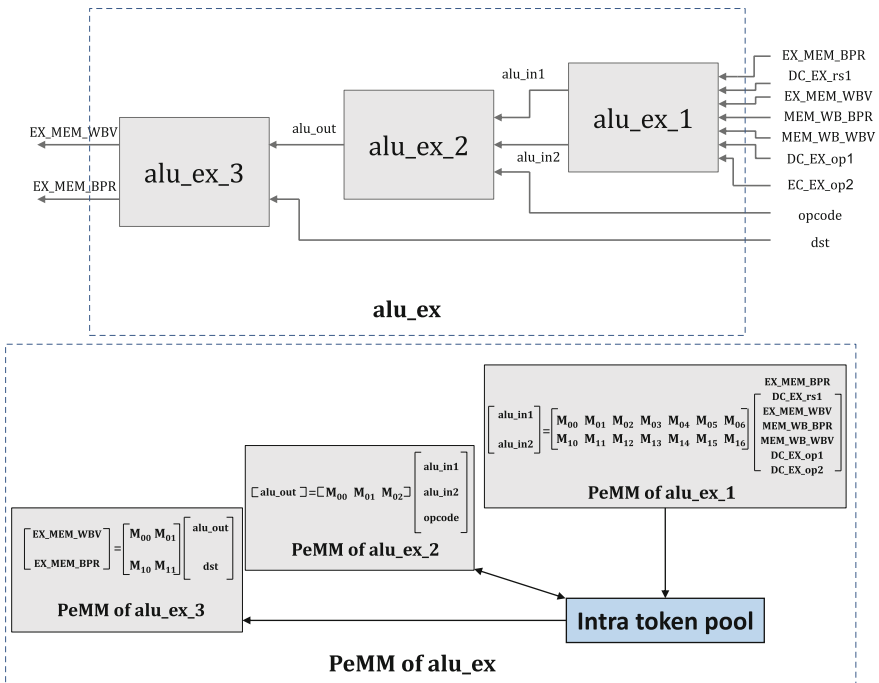 EX_MEM_BPR
DC_EX_rs1
EX_MEM_WBV
MEM_WB_BPR
MEM_WB_WBV
DC_EX_op1
EC_EX_op2
opcode
dst
alu_in1
alu_ex_1
alu_in2
alu_ex_2
alu_out
alu_ex_3
EX_MEM_WBV
EX_MEM_BPR
alu_ex
alu_in1
alu_in2
=
M00 M01 M02 M03 M04 M05 M06
M10 M11 M12 M13 M14 M15 M16
EX_MEM_BPR
DC_EX_rs1
EX_MEM_WBV
MEM_WB_BPR
MEM_WB_WBV
DC_EX_op1
DC_EX_op2
PeMM of alu_ex_1
[alu_out]=[M00 M01 M02]
alu_in1
alu_in2
opcode
PeMM of alu_ex_2
EX_MEM_WBV
EX_MEM_BPR
=
M00 M01
M10 M11
alu_out
dst
PeMM of alu_ex_3
Intra token pool
PeMM of alu_ex